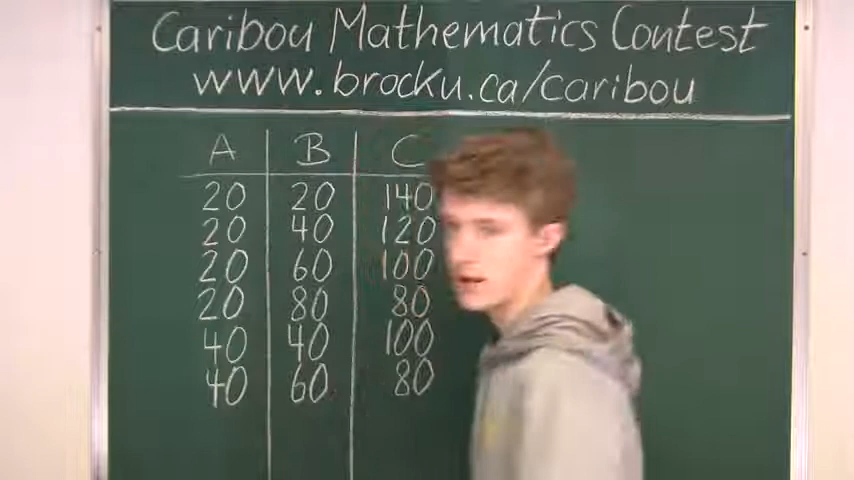 Caribou Mathematics Contest
www.brocku.ca/caribou
A B C
20 20 140
20 40 120
20 60 100
20 80 80
40 40 100
40 60 80